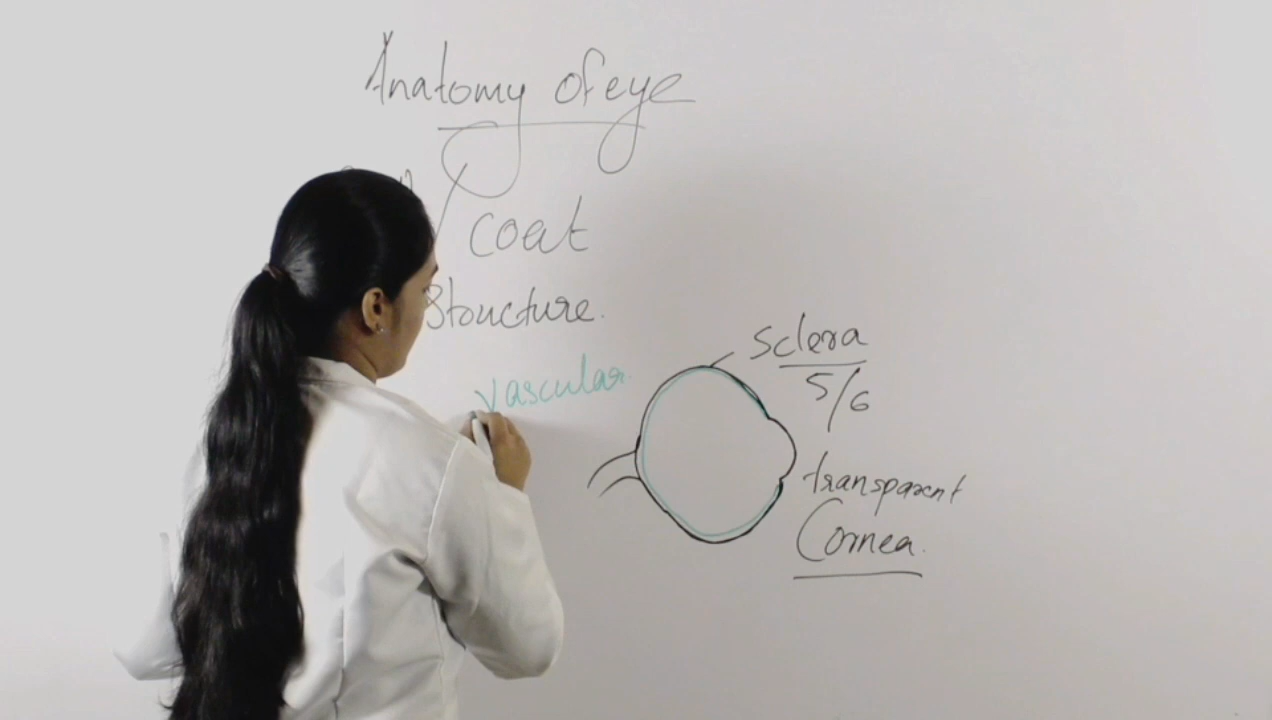 Anatomy of eye
coat
Structure.
Vascular.
Sclera
5/6
transparent
Cornea.